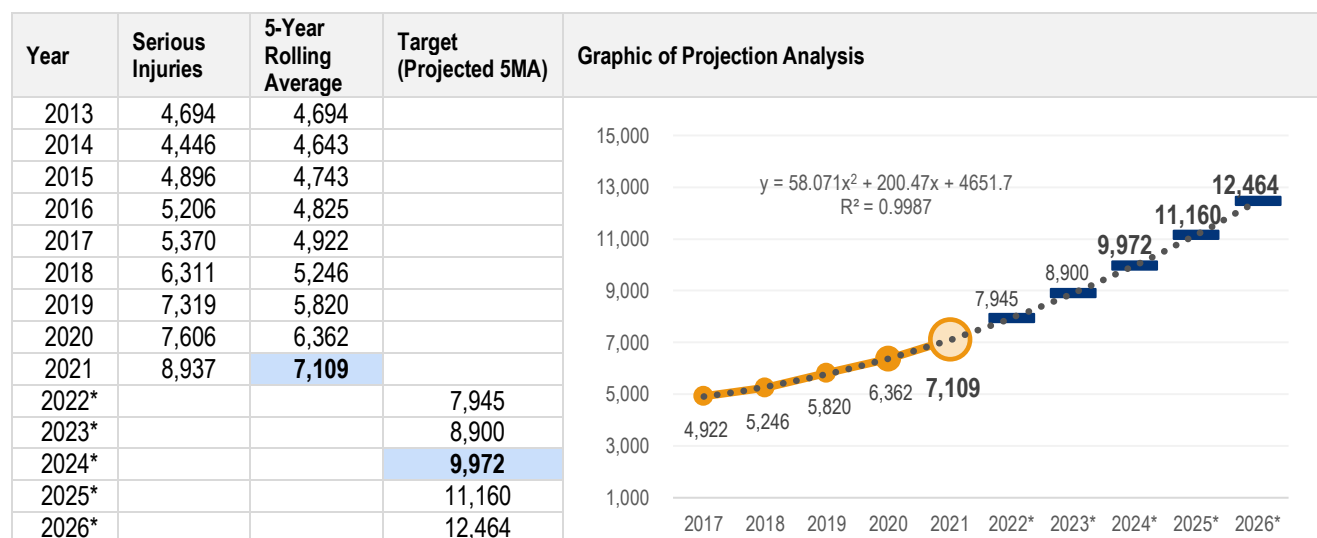 Year Serious Injuries 5-Year Rolling Average Target (Projected 5MA) Graphic of Projection Analysis
2013 4,694 4,694
2014 4,446 4,643
2015 4,896 4,743
2016 5,206 4,825
2017 5,370 4,922
2018 6,311 5,246
2019 7,319 5,820
2020 7,606 6,362
2021 8,937 7,109
2022* 7,945
2023* 8,900
2024* 9,972
2025* 11,160
2026* 12,464
15,000
13,000
11,000
9,000
7,000
5,000
3,000
1,000
y = 58.071x² + 200.47x + 4651.7
R² = 0.9987
4,922
5,246
5,820
6,362
7,109
7,945
8,900
9,972
11,160
12,464
2017 2018 2019 2020 2021 2022* 2023* 2024* 2025* 2026*